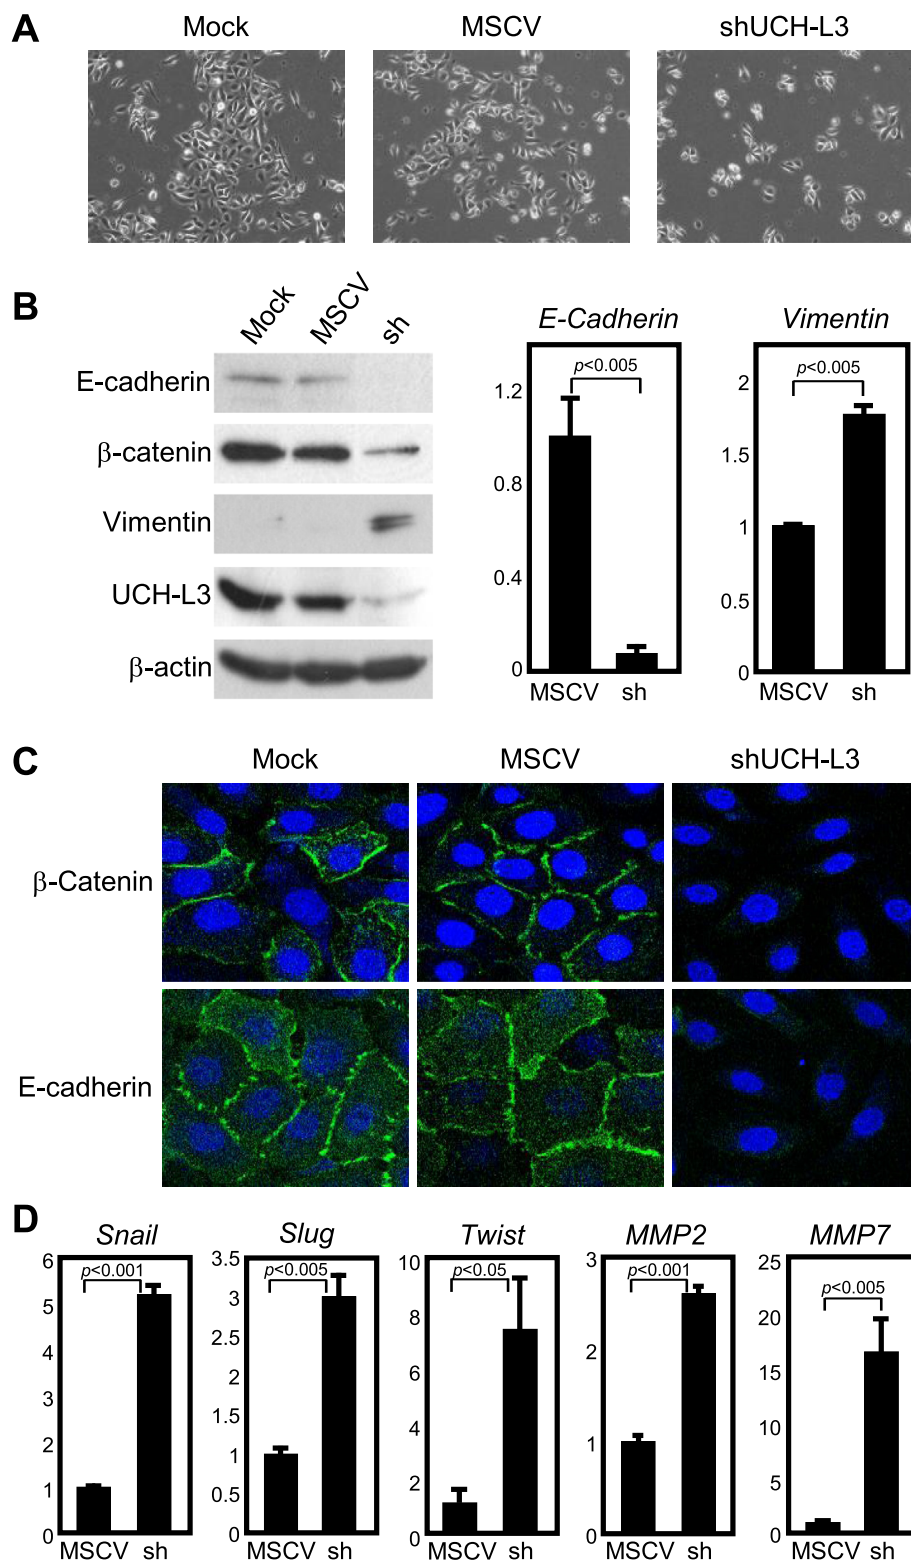 A
Mock MSCV shUCH-L3
B
Mock MSCV sh
E-cadherin
β-catenin
Vimentin
UCH-L3
β-actin
E-Cadherin
p<0.005
1.2
0.8
0.4
0
MSCV sh
Vimentin
p<0.005
2
1.5
1
0.5
0
MSCV sh
C
Mock MSCV shUCH-L3
β-Catenin
E-cadherin
D
Snail
p<0.001
6
5
4
3
2
1
0
MSCV sh
Slug
p<0.005
3.5
3
2.5
2
1.5
1
0.5
0
MSCV sh
Twist
p<0.05
10
8
6
4
2
0
MSCV sh
MMP2
p<0.001
3
2
1
0
MSCV sh
MMP7
p<0.005
25
20
15
10
5
0
MSCV sh